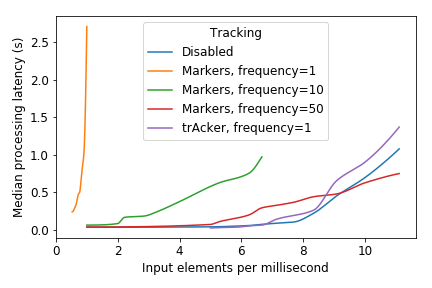 Tracking
Disabled
Markers, frequency=1
Markers, frequency=10
Markers, frequency=50
trAcker, frequency=1
Median processing latency (s)
2.5
2.0
1.5
1.0
0.5
0.0
0 2 4 6 8 10
Input elements per millisecond